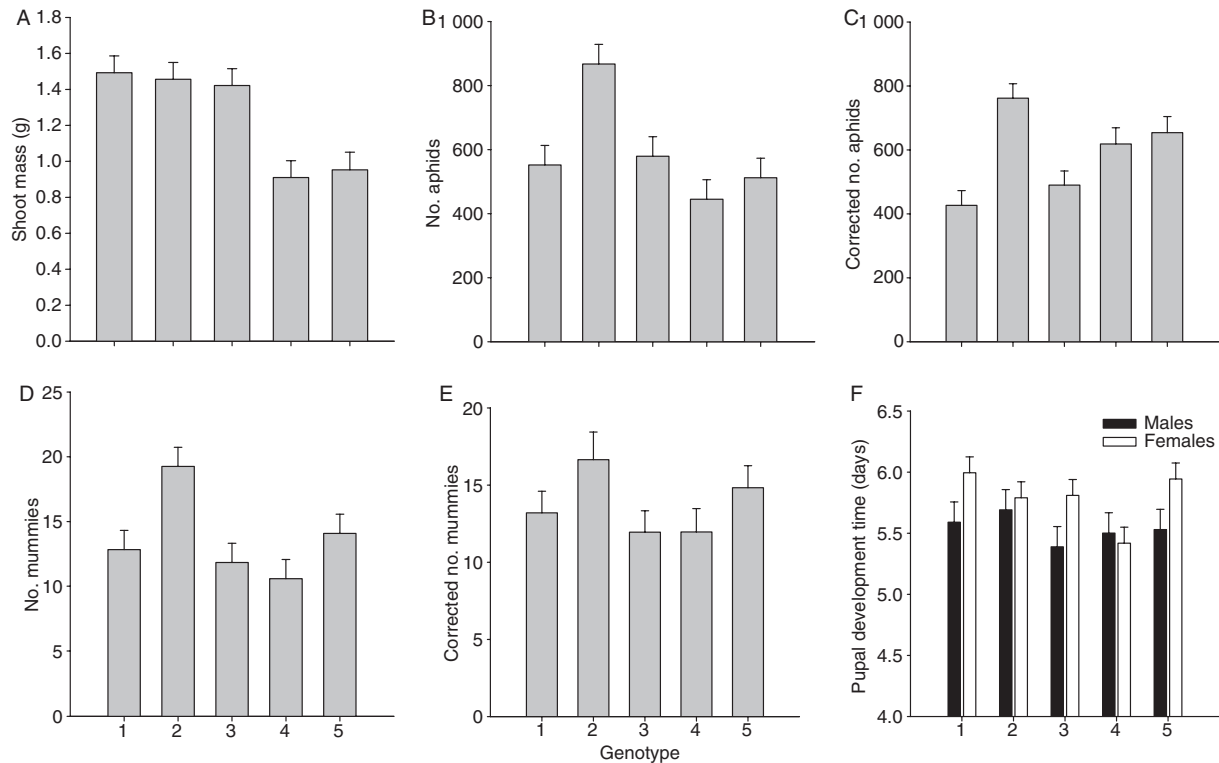 A
Shoot mass (g)
1.8
1.6
1.4
1.2
1.0
0.8
0.6
0.4
0.2
0.0
B
No. aphids
1 000
800
600
400
200
0
C
Corrected no. aphids
1 000
800
600
400
200
0
D
No. mummies
25
20
15
10
5
0
1 2 3 4 5
E
Corrected no. mummies
20
15
10
5
0
1 2 3 4 5
Genotype
F
Pupal development time (days)
6.5
6.0
5.5
5.0
4.5
4.0
Males
Females
1 2 3 4 5